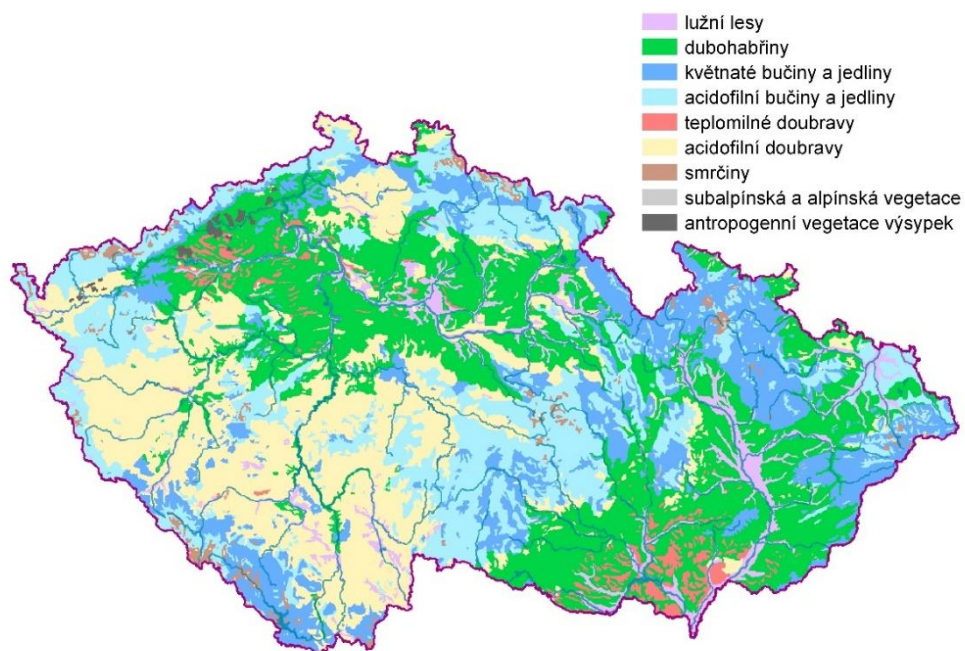 lužní lesy
dubohabřiny
květnaté bučiny a jedliny
acidofilní bučiny a jedliny
teplomilné doubravy
acidofilní doubravy
smrčiny
subalpínská a alpínská vegetace
antropogenní vegetace výsypek